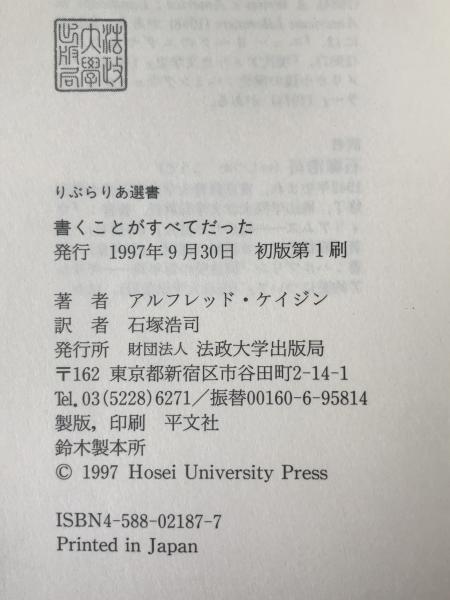 法政
大學
出版局
りぶらりあ選書
書くことがすべてだった
発行　1997年9月30日　初版第1刷
著　者　アルフレッド・ケイジン
訳　者　石塚浩司
発行所　財団法人　法政大学出版局
〒162 東京都新宿区市谷田町2-14-1
Tel. 03(5228)6271／振替00160-6-95814
製版，印刷　平文社
鈴木製本所
© 1997 Hosei University Press
ISBN4-588-02187-7
Printed in Japan